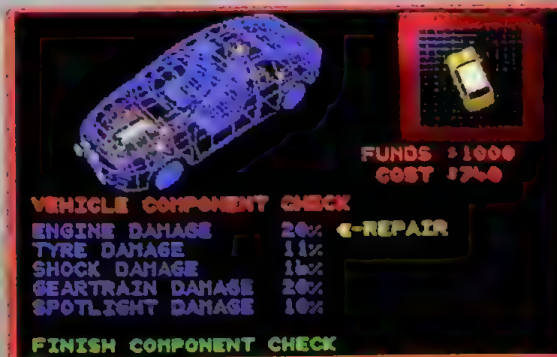 FUNDS $1000
COST $740
VEHICLE COMPONENT CHECK
ENGINE DAMAGE 20% <-REPAIR
TYRE DAMAGE 11%
SHOCK DAMAGE 16%
GEARTRAIN DAMAGE 20%
SPOTLIGHT DAMAGE 10%
FINISH COMPONENT CHECK